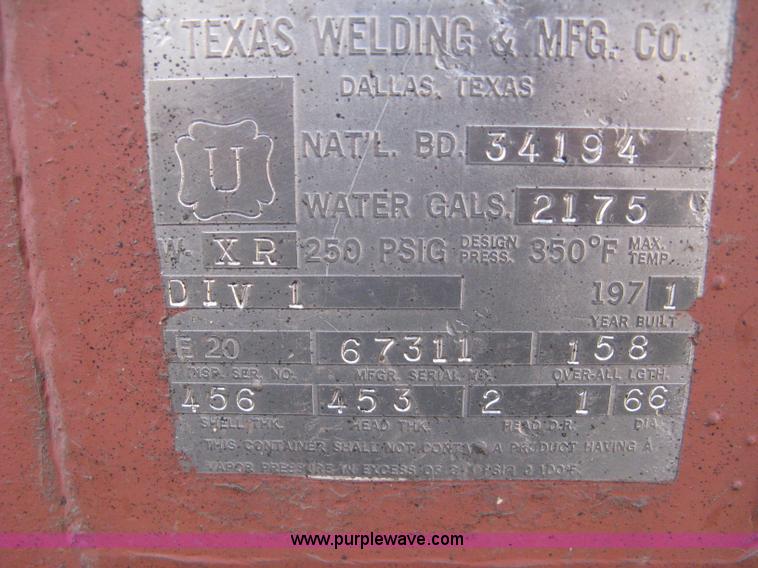 TEXAS WELDING & MFG. CO.
DALLAS, TEXAS
U
NAT'L. BD. 34194
WATER GALS. 2175
W- XR 250 PSIG DESIGN PRESS. 350°F MAX. TEMP.
DIV 1 1971
YEAR BUILT
E 20 67311 158
INSP. SER. NO. MFGR. SERIAL NO. OVER-ALL LGTH.
456 453 2 1 66
SHELL THK. HEAD THK. HEAD D.R. DIA.
THIS CONTAINER SHALL NOT CONTAIN A PRODUCT HAVING A
VAPOR PRESSURE IN EXCESS OF 100°F.
www.purplewave.com